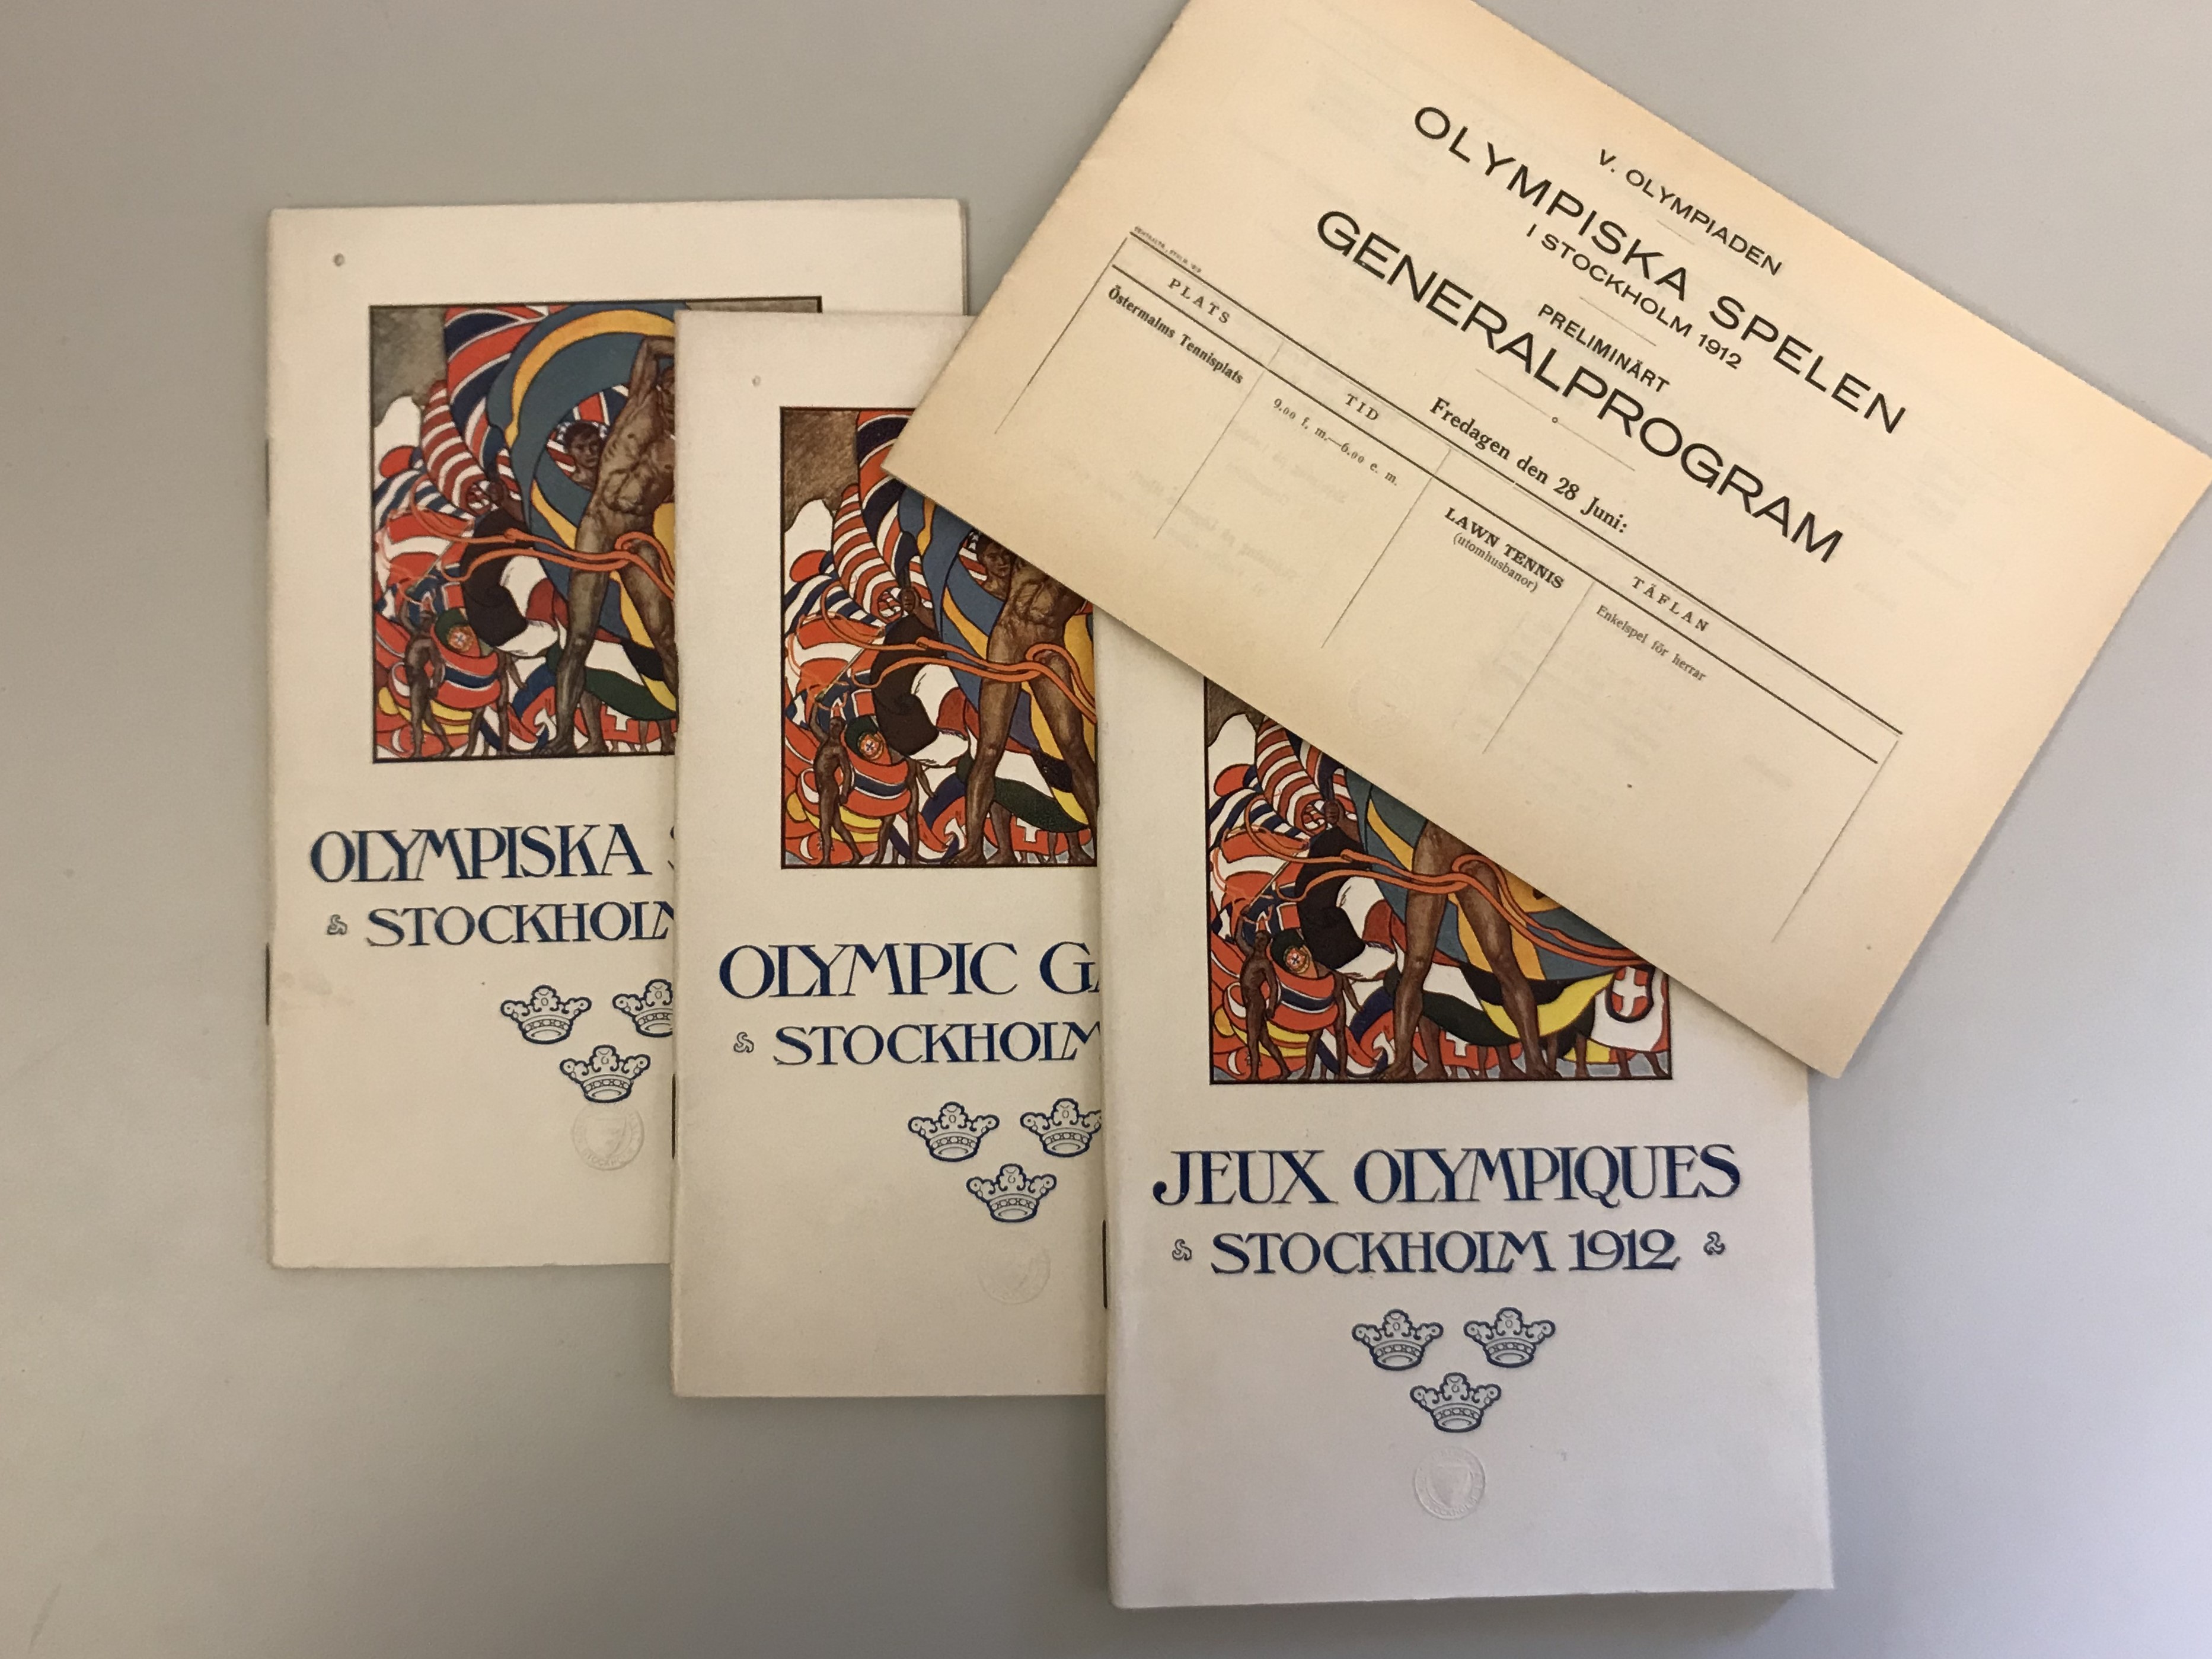 V. OLYMPIADEN
OLYMPISKA SPELEN
I STOCKHOLM 1912
PRELIMINÄRT
GENERALPROGRAM
Fredagen den 28 Juni:
PLATS TID TÄFLAN
Östermalms Tennisplats 9.00 f. m.—6.00 e. m. LAWN TENNIS Enkelspel för herrar
(utomhusbanor)
OLYMPISKA
STOCKHOLM
OLYMPIC GA
STOCKHOLM
JEUX OLYMPIQUES
STOCKHOLM 1912